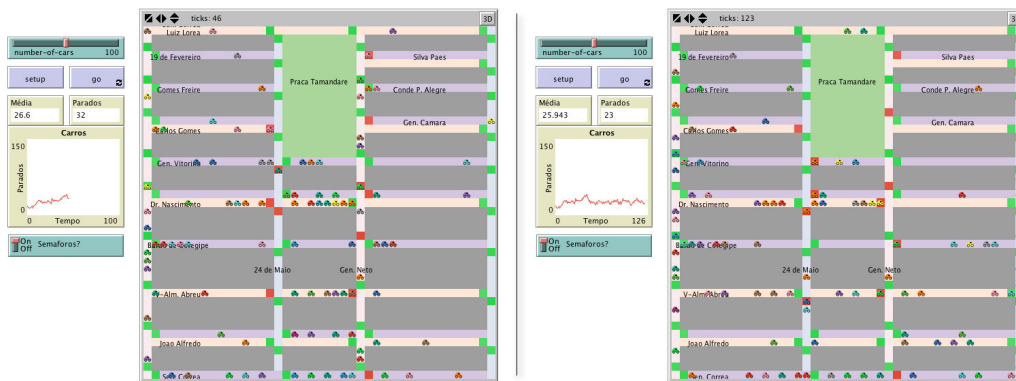 ticks: 46
3D
number-of-cars 100
setup
go
Média
26.6
Parados
32
Carros
150
Parados
0
0 Tempo 100
On
Off
Semaforos?
Luiz Lorea
19 de Fevereiro
Silva Paes
Praca Tamandare
Gomes Freire
Conde P. Alegre
Gen. Camara
Carlos Gomes
Gen. Vitorino
Dr. Nascimento
24 de Maio
Gen. Neto
V-Alm. Abreu
Joao Alfredo
ticks: 123
number-of-cars 100
setup
go
Média
25.943
Parados
23
Carros
150
Parados
0
0 Tempo 126
On
Off
Semaforos?
Luiz Lorea
19 de Fevereiro
Silva Paes
Praca Tamandare
Gomes Freire
Conde P. Alegre
Gen. Camara
Carlos Gomes
Gen. Vitorino
Dr. Nascimento
24 de Maio
Gen. Neto
V-Alm. Abreu
Joao Alfredo
Gen. Correa